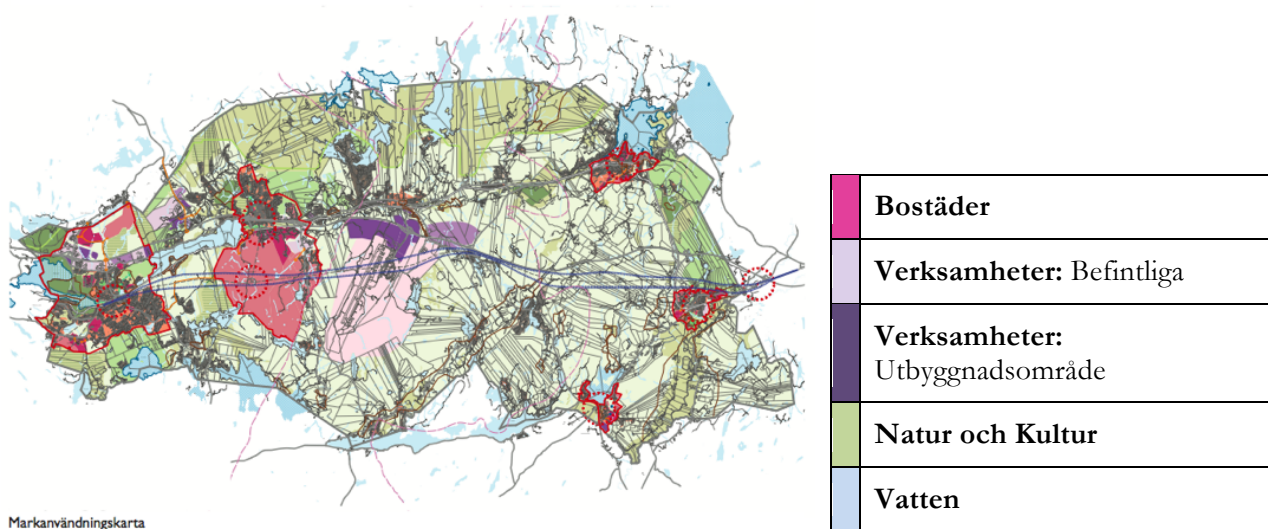 Bostäder
Verksamheter: Befintliga
Verksamheter:
Utbyggnadsområde
Natur och Kultur
Vatten
Markanvändningskarta